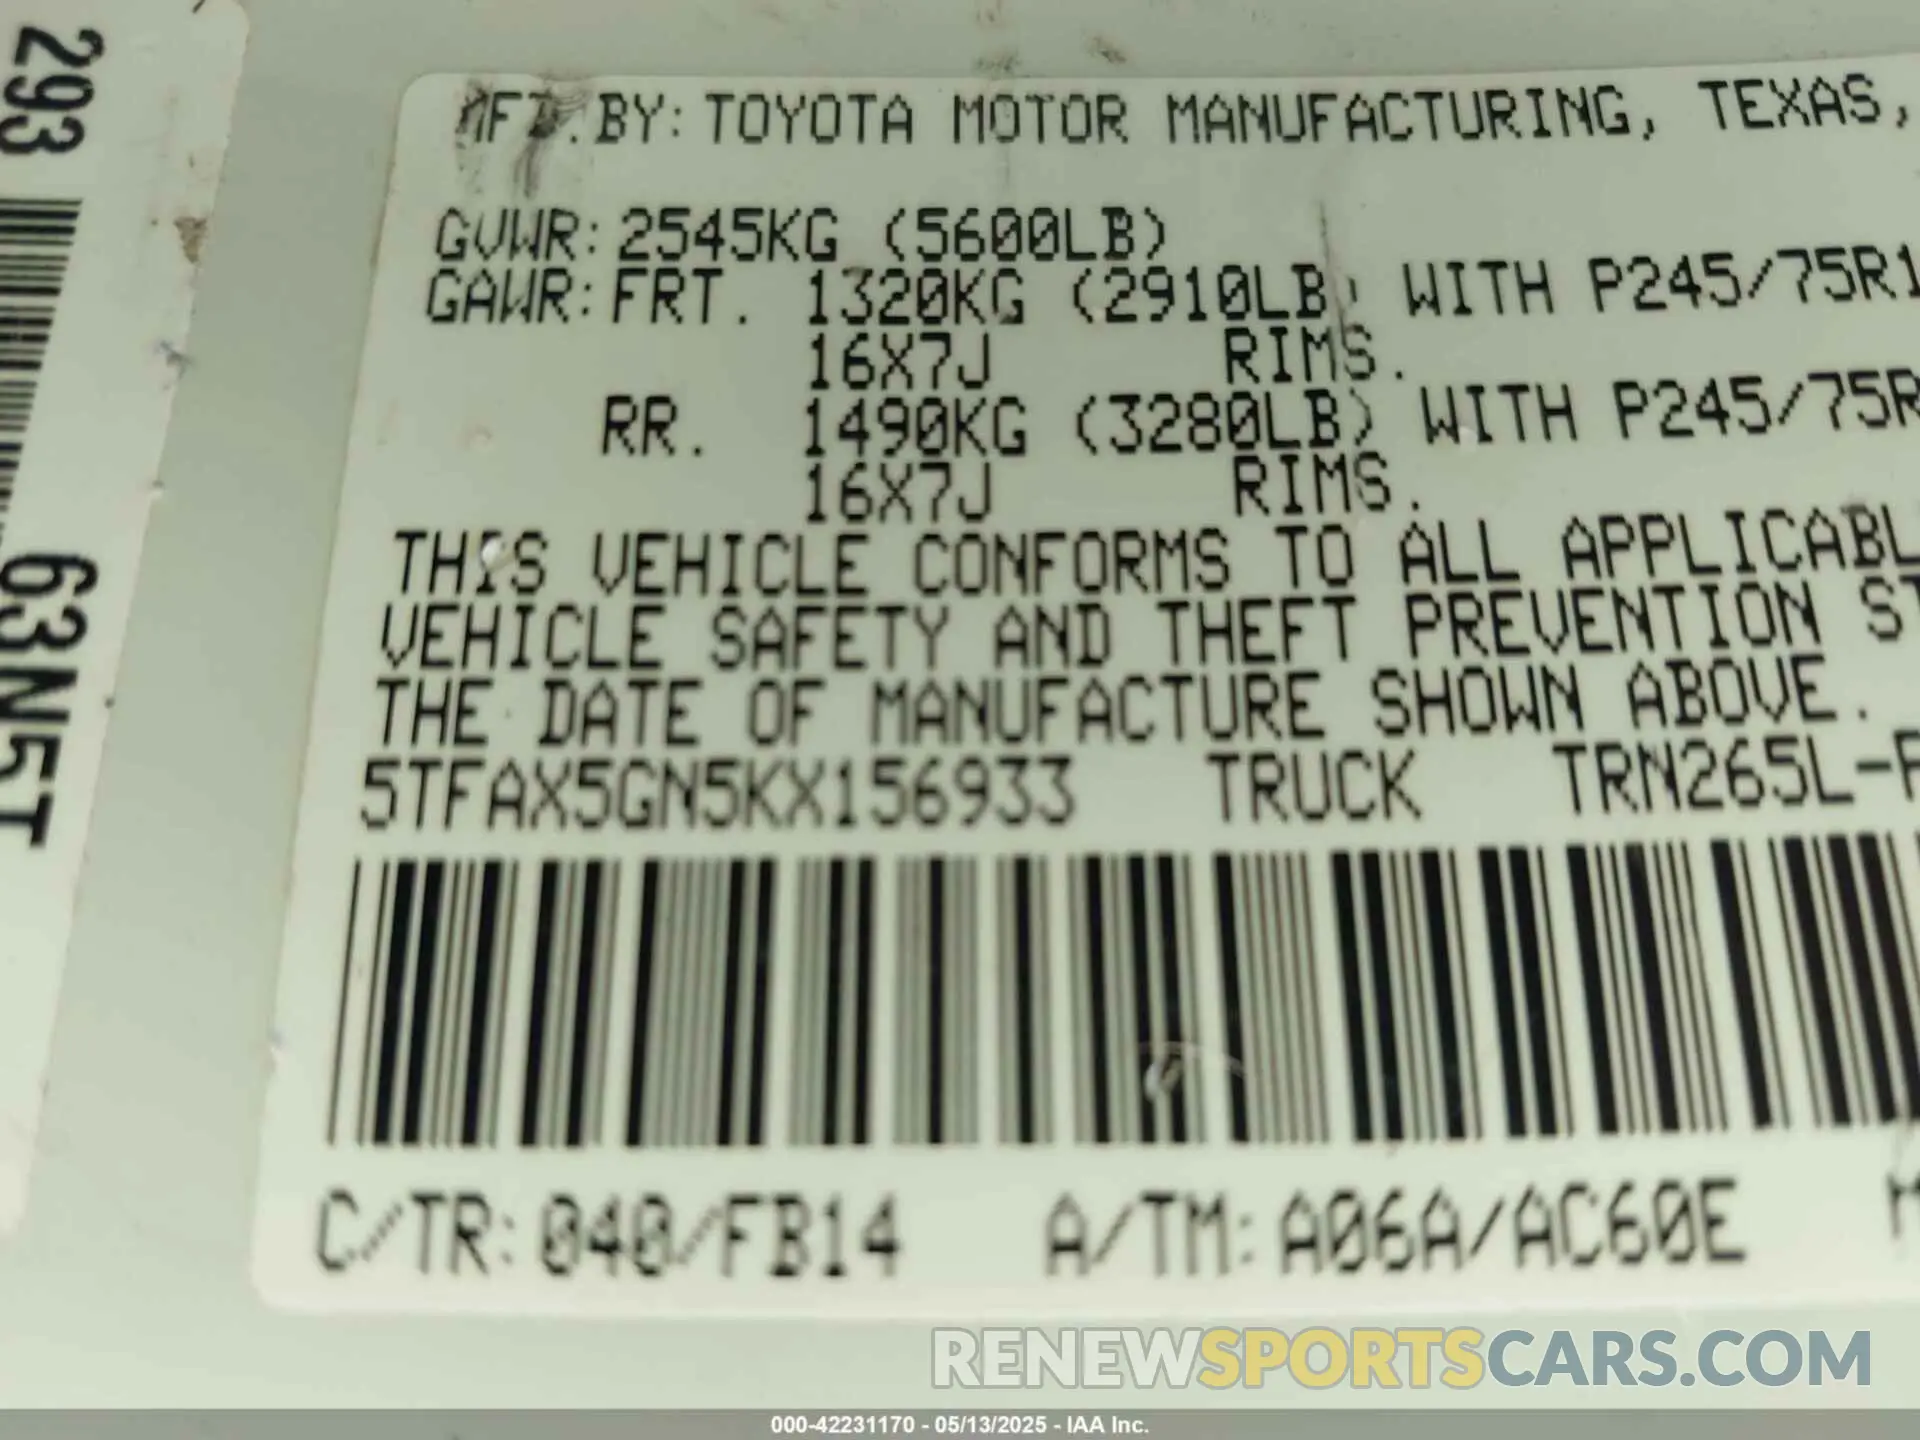 293
63N5T
MFD.BY: TOYOTA MOTOR MANUFACTURING, TEXAS,
GVWR: 2545KG (5600LB)
GAWR: FRT. 1320KG (2910LB) WITH P245/75R1
16X7J RIMS.
RR. 1490KG (3280LB) WITH P245/75R
16X7J RIMS.
THIS VEHICLE CONFORMS TO ALL APPLICABL
VEHICLE SAFETY AND THEFT PREVENTION ST
THE DATE OF MANUFACTURE SHOWN ABOVE.
5TFAX5GN5KX156933 TRUCK TRN265L-
C/TR: 040/FB14 A/TM: A06A/AC60E
RENEWSPORTSCARS.COM
000-42231170 - 05/13/2025 - IAA Inc.